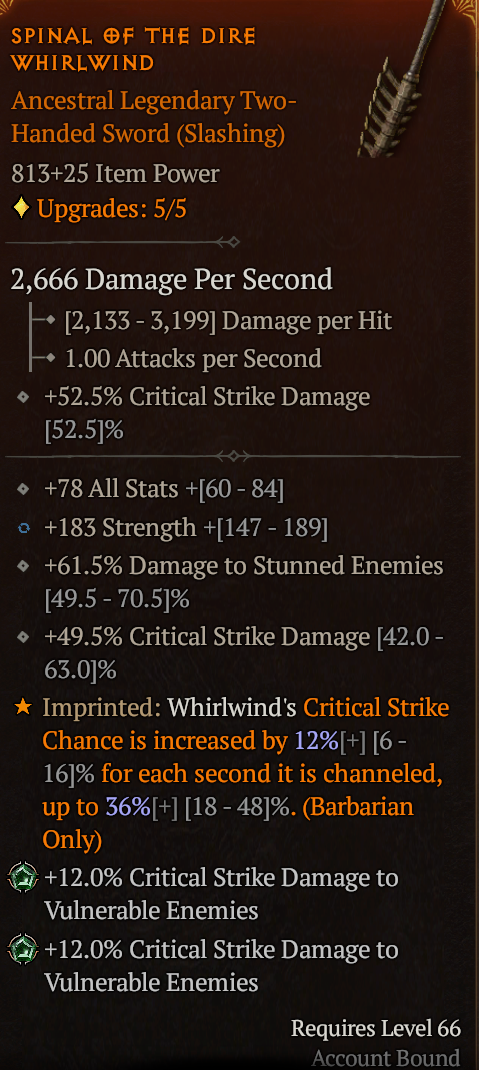 SPINAL OF THE DIRE
WHIRLWIND
Ancestral Legendary Two-
Handed Sword (Slashing)
813+25 Item Power
Upgrades: 5/5
2,666 Damage Per Second
[2,133 - 3,199] Damage per Hit
1.00 Attacks per Second
+52.5% Critical Strike Damage
[52.5]%
+78 All Stats +[60 - 84]
+183 Strength +[147 - 189]
+61.5% Damage to Stunned Enemies
[49.5 - 70.5]%
+49.5% Critical Strike Damage [42.0 -
63.0]%
Imprinted: Whirlwind's Critical Strike
Chance is increased by 12%[+] [6 -
16]% for each second it is channeled,
up to 36%[+] [18 - 48]%. (Barbarian
Only)
+12.0% Critical Strike Damage to
Vulnerable Enemies
+12.0% Critical Strike Damage to
Vulnerable Enemies
Requires Level 66
Account Bound